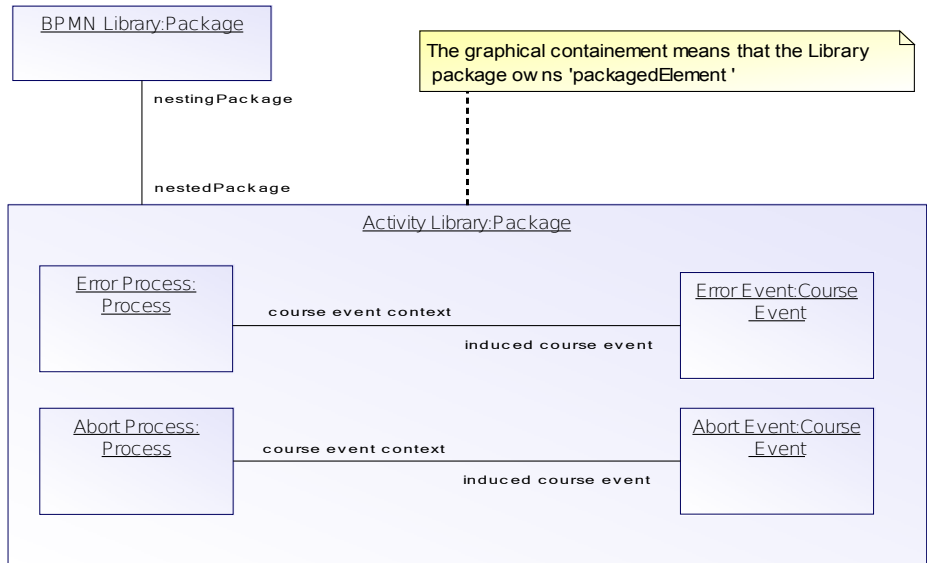 BPMN Library:Package
The graphical containement means that the Library
package owns 'packagedElement '
nestingPackage
nestedPackage
Activity Library:Package
Error Process:
Process
Error Event:Course
Event
course event context
induced course event
Abort Process:
Process
Abort Event:Course
Event
course event context
induced course event